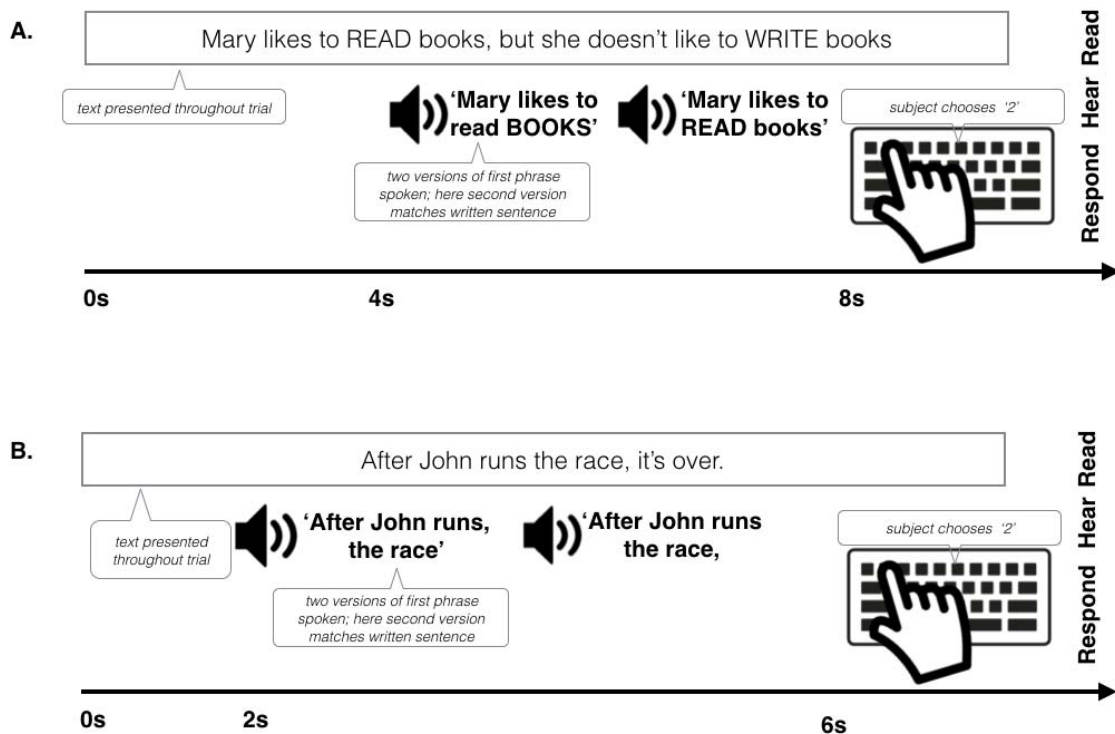 A.
Mary likes to READ books, but she doesn't like to WRITE books
text presented throughout trial
'Mary likes to
read BOOKS'
two versions of first phrase
spoken; here second version
matches written sentence
'Mary likes to
READ books'
subject chooses '2'
Read
Hear
Respond
0s
4s
8s
B.
After John runs the race, it's over.
text presented
throughout trial
'After John runs,
the race'
two versions of first phrase
spoken; here second version
matches written sentence
'After John runs
the race,
subject chooses '2'
Read
Hear
Respond
0s
2s
6s